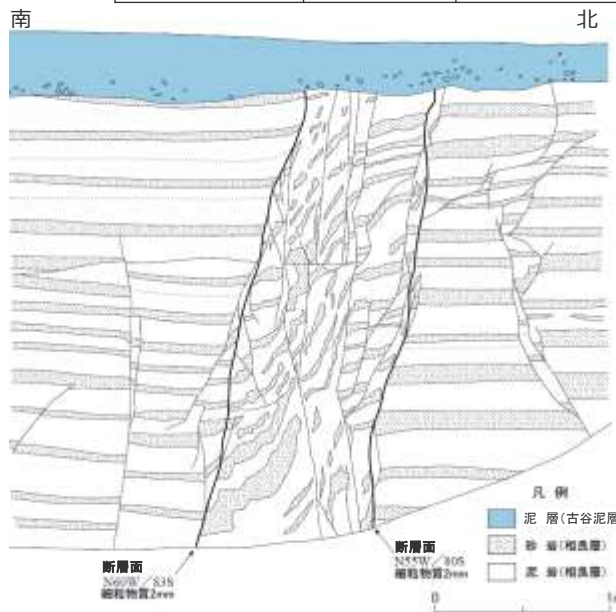 南
北
断層面
N60W/83S
細粒物質2mm
断層面
N55W/80S
細粒物質2mm
凡 例
泥 層(古谷泥層
砂 岩(相良層)
泥 岩(相良層)
0